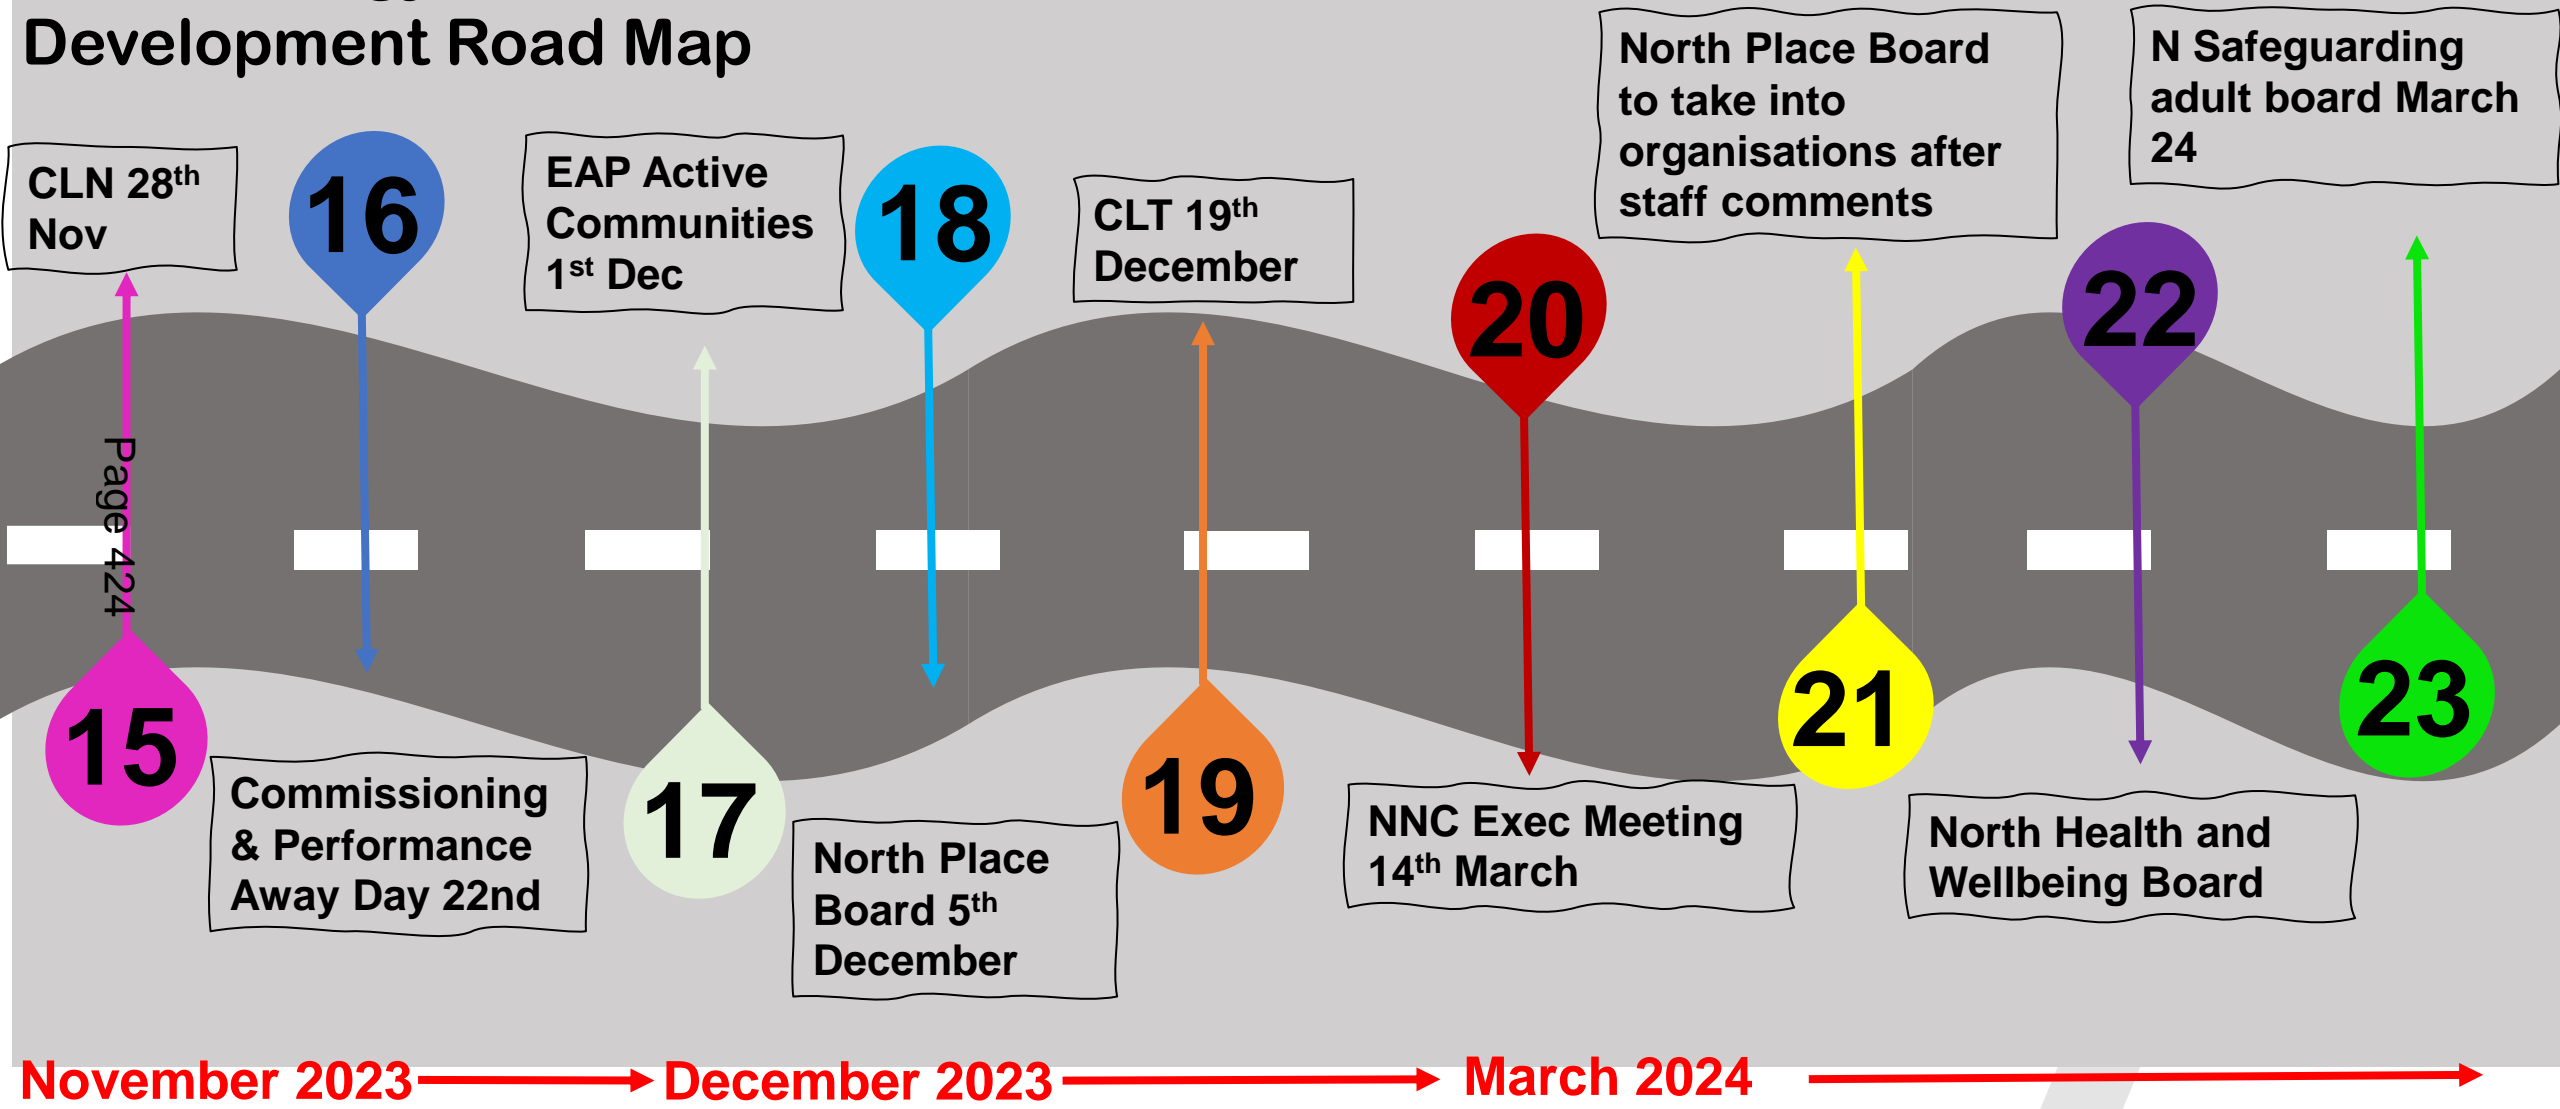 Development Road Map
CLN 28th
Nov
16
EAP Active
Communities
1st Dec
18
CLT 19th
December
20
North Place Board
to take into
organisations after
staff comments
22
N Safeguarding
adult board March
24
Page 424
15
Commissioning
& Performance
Away Day 22nd
17
North Place
Board 5th
December
19
NNC Exec Meeting
14th March
21
North Health and
Wellbeing Board
23
November 2023
December 2023
March 2024